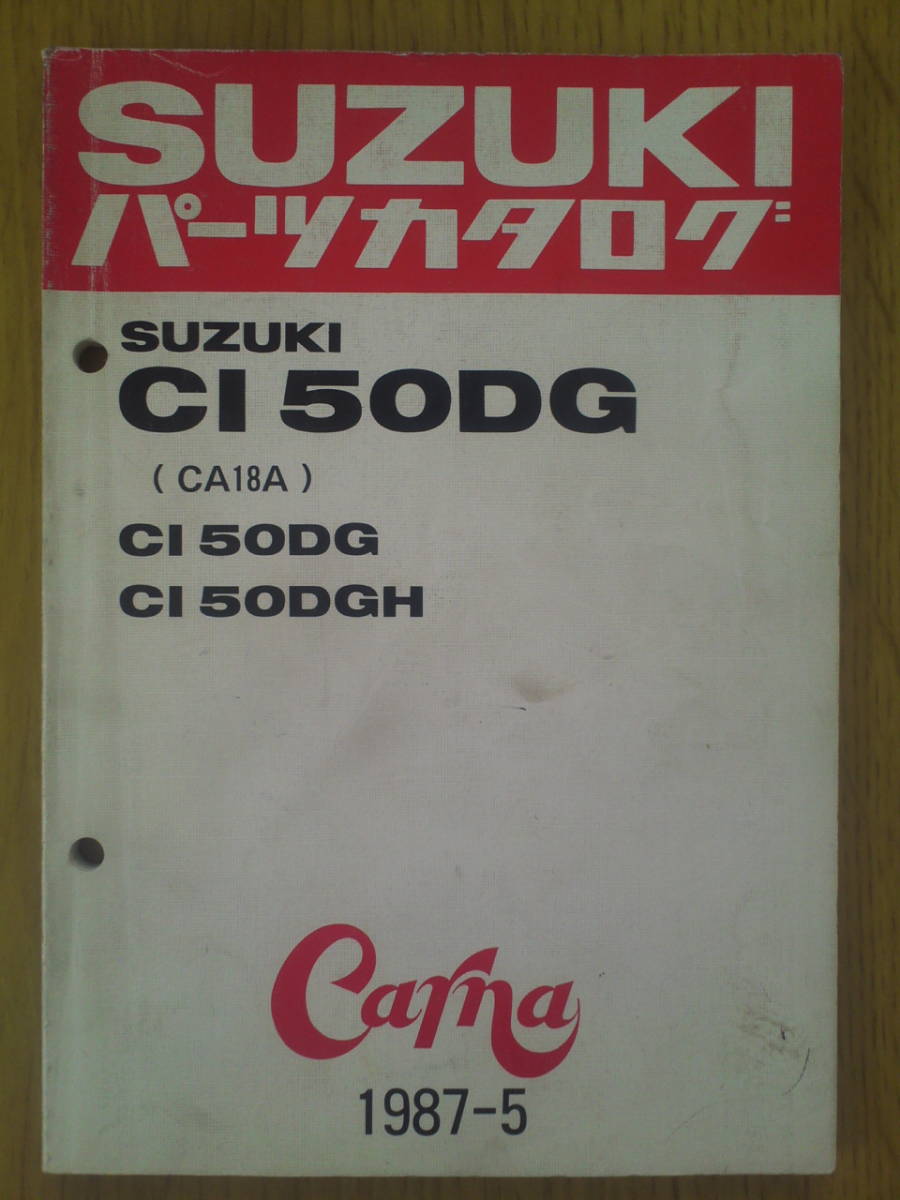 SUZUKI
パーツカタログ
SUZUKI
CI 50DG
( CA18A )
CI 50DG
CI 50DGH
Carna
1987-5